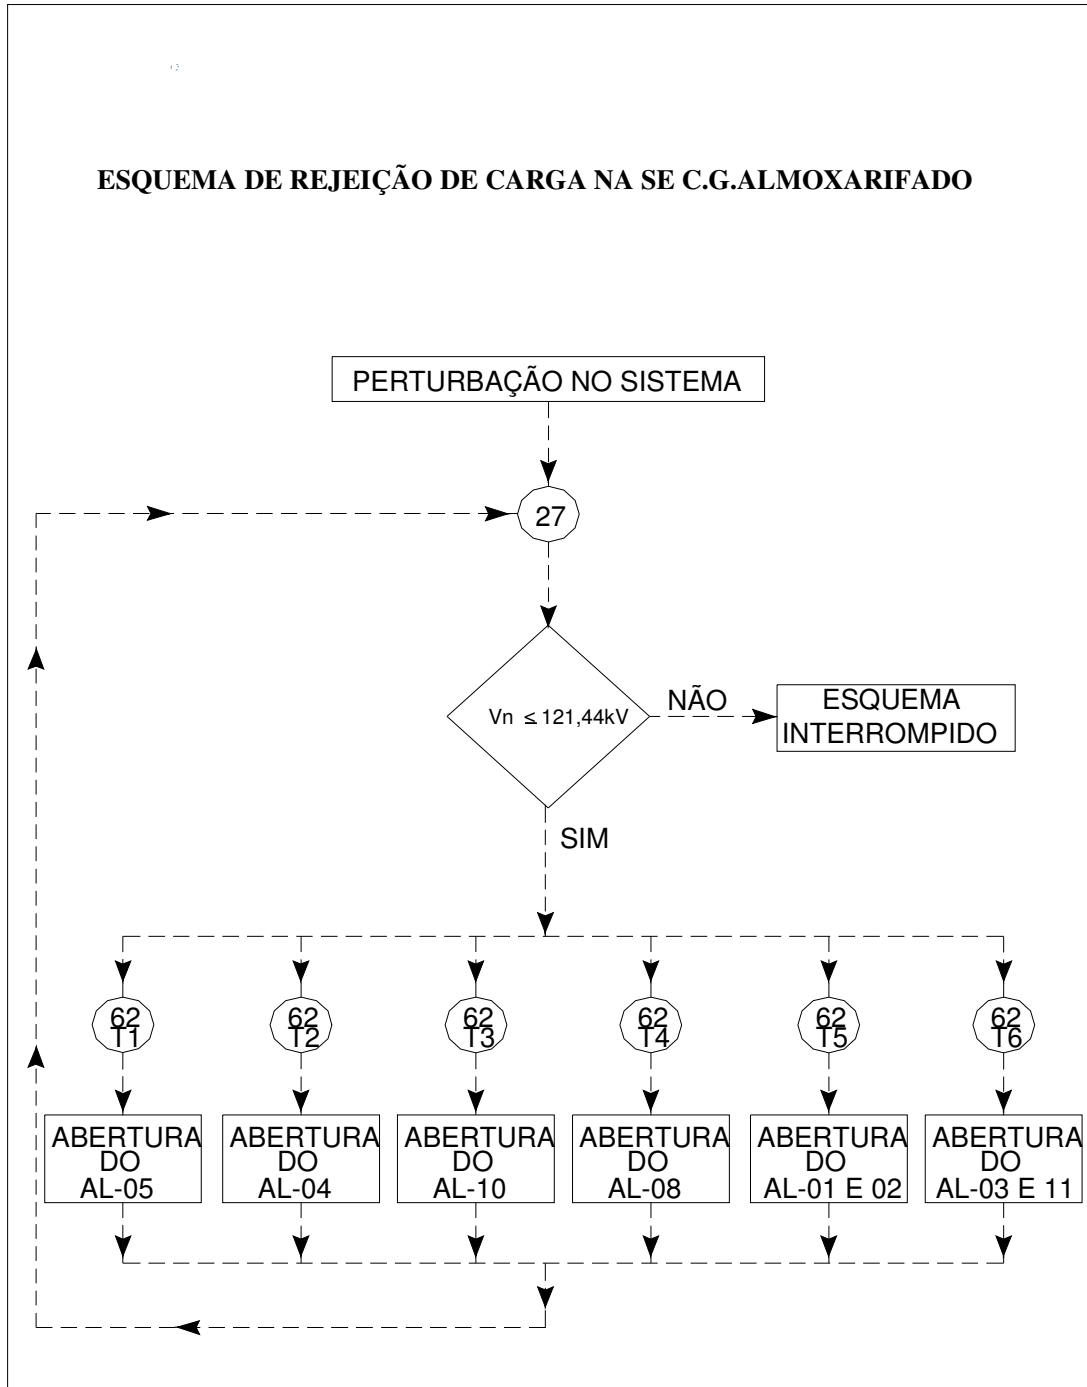 ESQUEMA DE REJEIÇÃO DE CARGA NA SE C.G.ALMOXARIFADO
PERTURBAÇÃO NO SISTEMA
27
Vn ≤ 121,44kV
NÃO
ESQUEMA
INTERROMPIDO
SIM
62
T1
62
T2
62
T3
62
T4
62
T5
62
T6
ABERTURA
DO
AL-05
ABERTURA
DO
AL-04
ABERTURA
DO
AL-10
ABERTURA
DO
AL-08
ABERTURA
DO
AL-01 E 02
ABERTURA
DO
AL-03 E 11